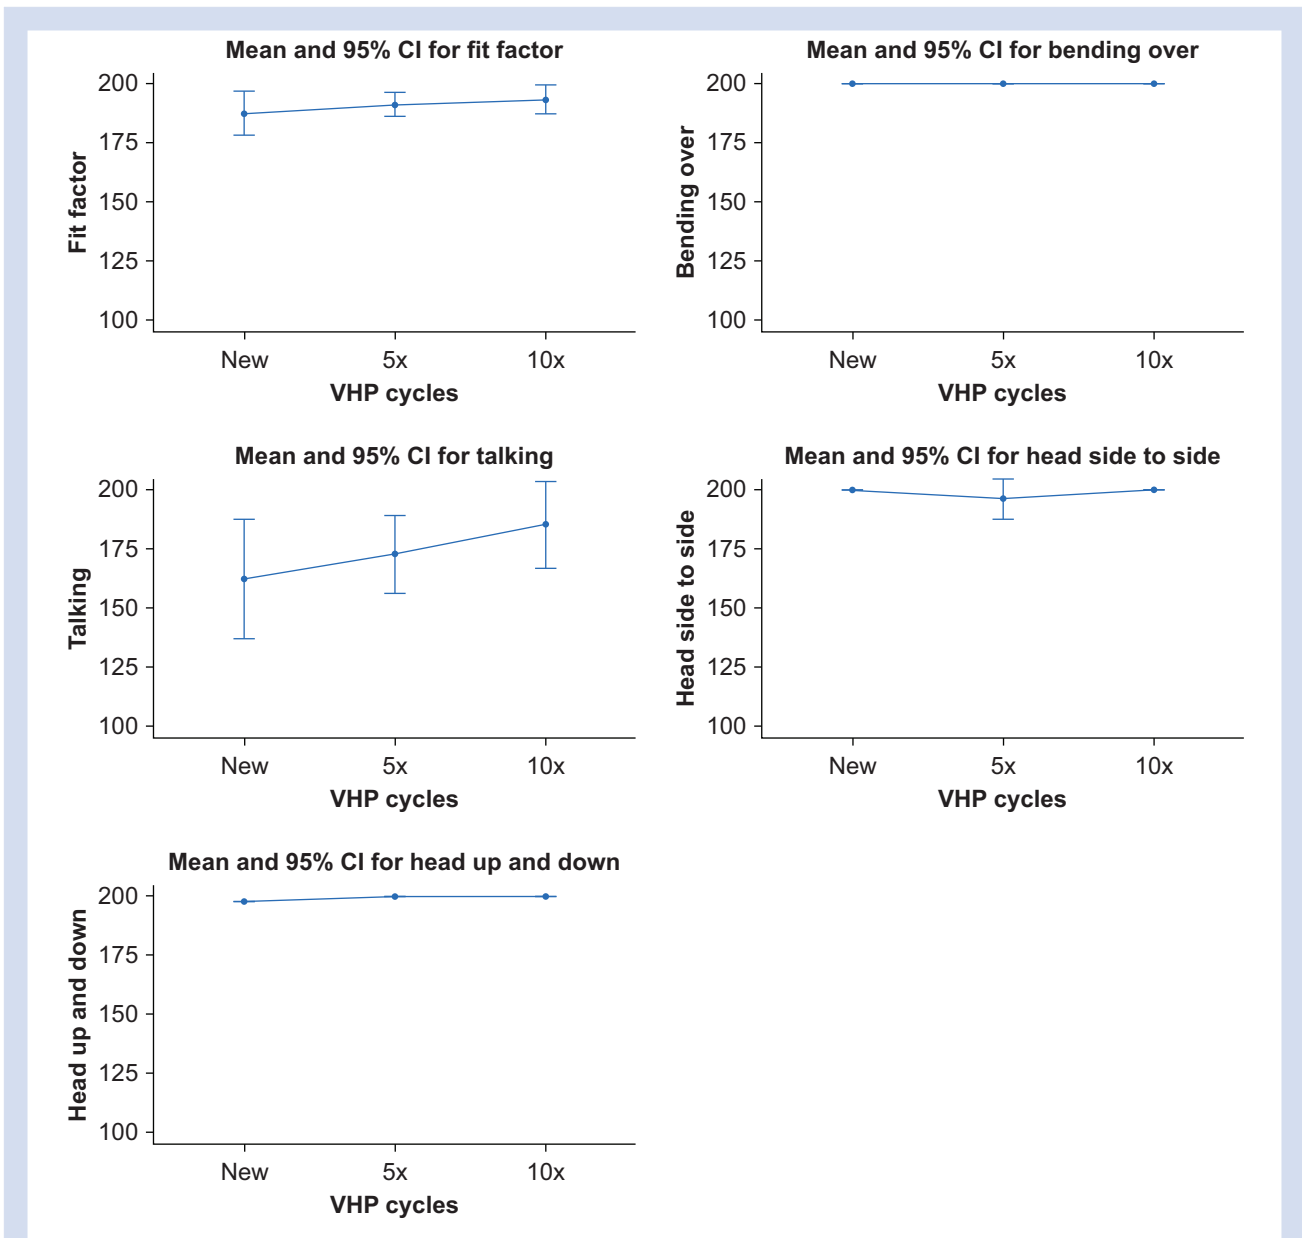 Mean and 95% CI for fit factor
Fit factor
200
175
150
125
100
New 5x 10x
VHP cycles
Mean and 95% CI for bending over
Bending over
200
175
150
125
100
New 5x 10x
VHP cycles
Mean and 95% CI for talking
Talking
200
175
150
125
100
New 5x 10x
VHP cycles
Mean and 95% CI for head side to side
Head side to side
200
175
150
125
100
New 5x 10x
VHP cycles
Mean and 95% CI for head up and down
Head up and down
200
175
150
125
100
New 5x 10x
VHP cycles